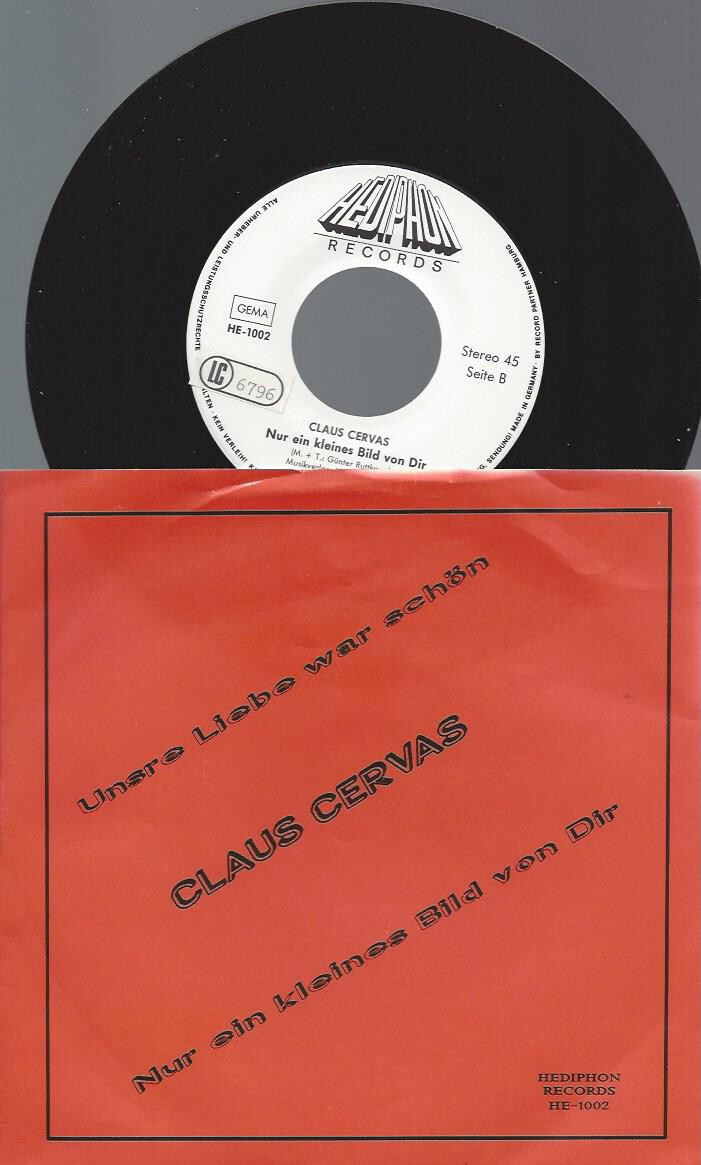 HEDIPHON
RECORDS
ALLE URHEBER- UND LEISTUNGSSCHUTZRECHTE
BY RECORD PARTNER HAMBURG
GEMA
HE-1002
Stereo 45
Seite B
LC 6796
KEIN VERLEIH!
SENDUNG! MADE IN GERMANY ·
CLAUS CERVAS
Nur ein kleines Bild von Dir
(M. + T.: Günter
Unsre Liebe war schön
CLAUS CERVAS
Nur ein kleines Bild von Dir
HEDIPHON
RECORDS
HE-1002